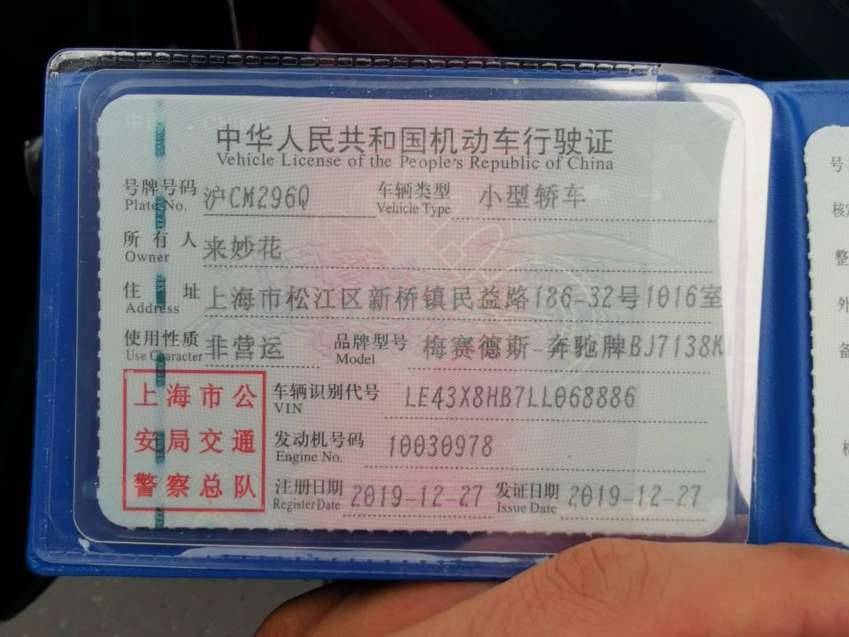 中华人民共和国机动车行驶证
Vehicle License of the People's Republic of China
号牌号码 沪CM296Q 车辆类型 小型轿车
Plate No. Vehicle Type
所有人 来妙花
Owner
住址 上海市松江区新桥镇民益路186-32号1016室
Address
使用性质 非营运 品牌型号 梅赛德斯-奔驰牌BJ7138K
Use Character Model
上海市公
安局交通
警察总队
车辆识别代号 LE43X8HB7LL068886
VIN
发动机号码 10030978
Engine No.
注册日期 2019-12-27 发证日期 2019-12-27
Register Date Issue Date
号
核定
整
外
备